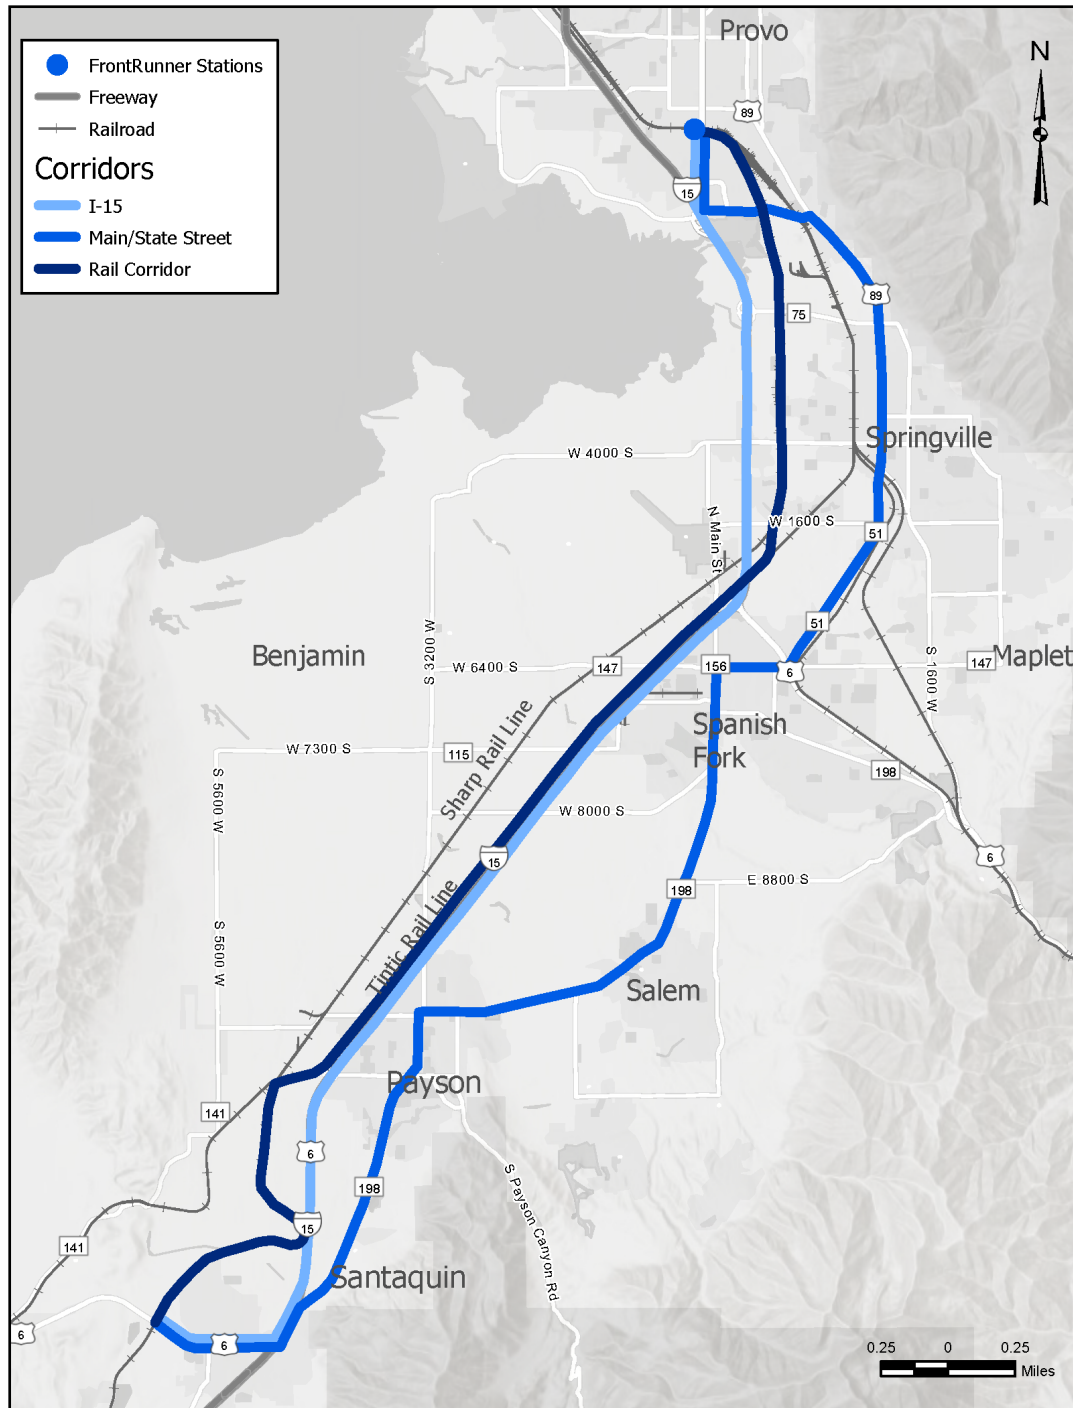 Provo
N
FrontRunner Stations
Freeway
Railroad
Corridors
I-15
Main/State Street
Rail Corridor
89
15
89
75
Springville
W 4000 S
N Main St
W 1600 S
51
51
Benjamin
S 3200 W
W 6400 S
147
156
6
S 1600 W
147
Maplet
Spanish
Fork
W 7300 S
115
Sharp Rail Line
198
S 5600 W
W 8000 S
15
6
E 8800 S
198
Tintic Rail Line
S 5600 W
Salem
Payson
141
6
198
S Payson Canyon Rd
15
141
Santaquin
6
6
0.25
0
0.25
Miles